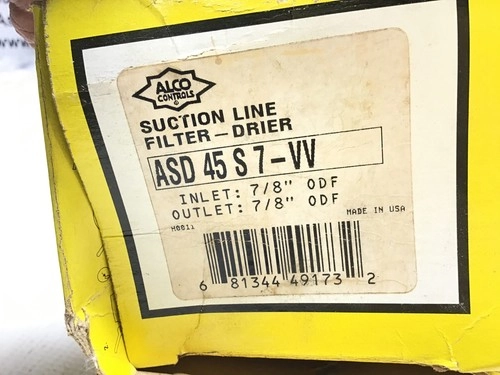 ALCO
CONTROLS
SUCTION LINE
FILTER-DRIER
ASD 45 S 7-VV
INLET: 7/8" ODF
OUTLET: 7/8" ODF
MADE IN USA
6 81344 49173 2